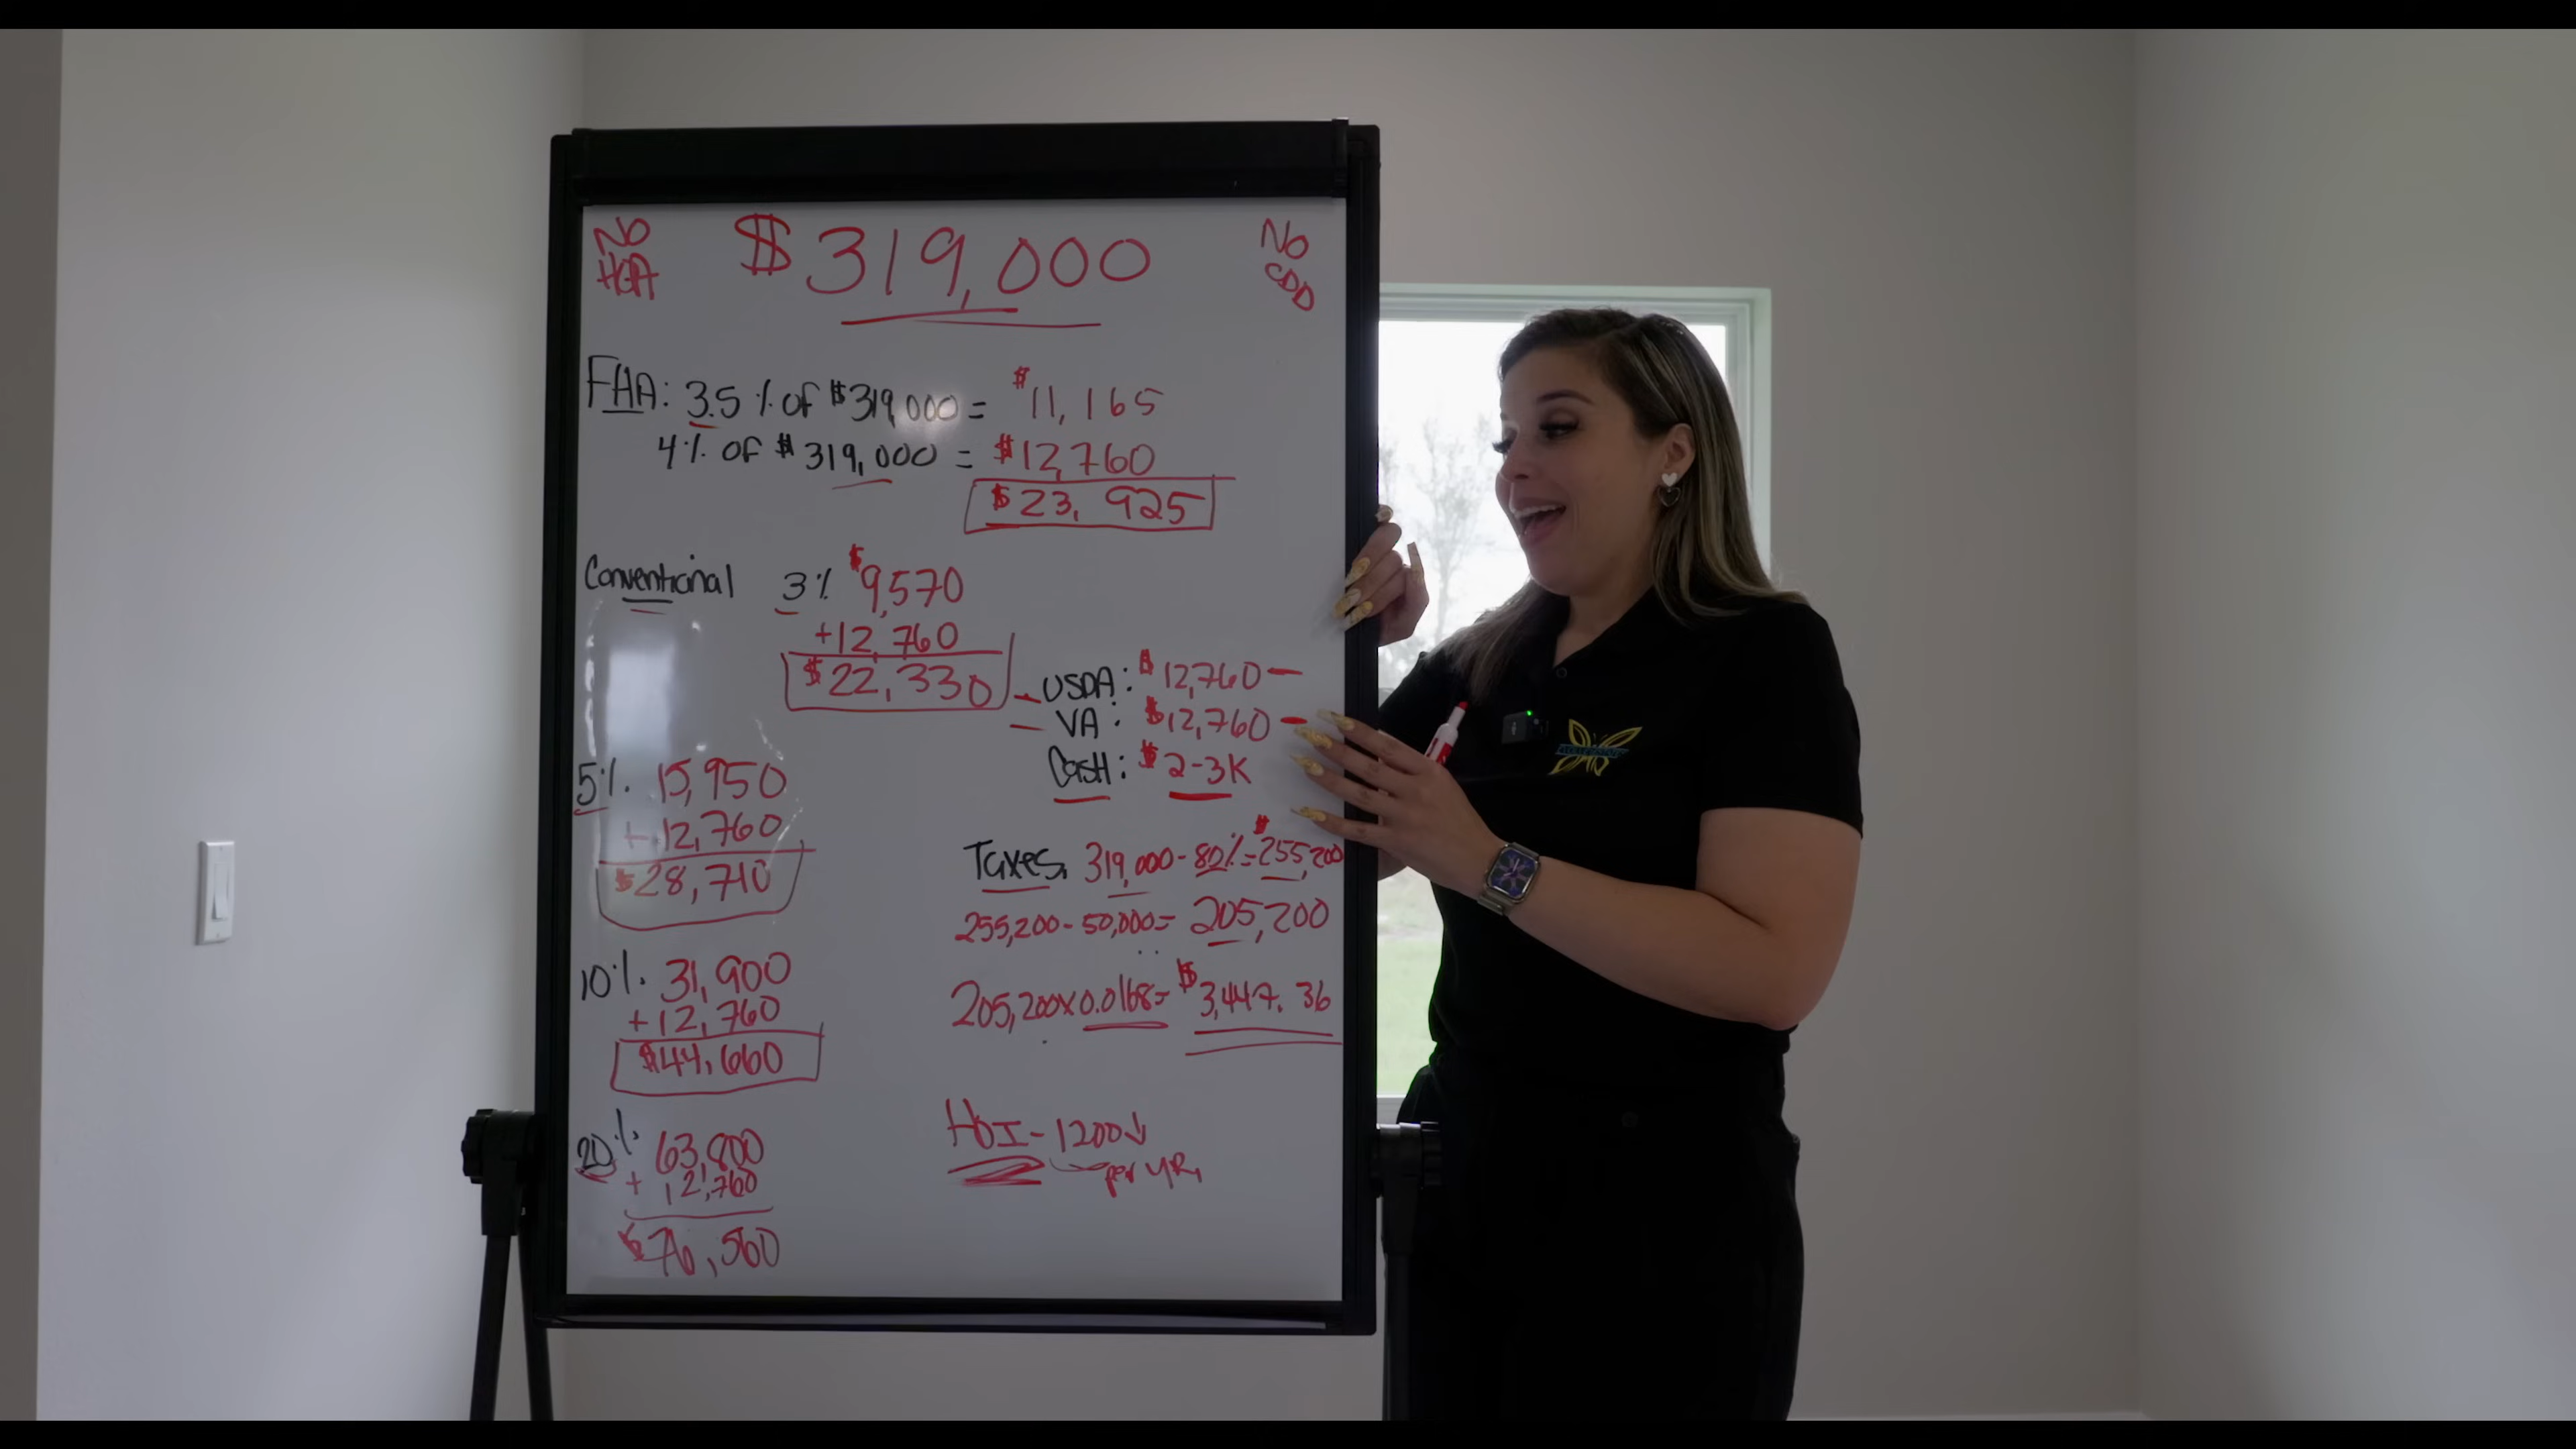 NO HOA
$319,000
NO CDD
FHA: 3.5% of $319,000 = $11,165
4% OF $319,000 = $12,760
$23,925
Conventional 3% $9,570
+12,760
$22,330
5% 15,950
+12,760
$28,710
10% 31,900
+12,760
$44,660
20% 63,800
+12,760
$76,560
USDA: $12,760
VA: $12,760
Cash: $2-3K
Taxes, 319,000-80%=$255,200
255,200-50,000=205,200
205,200x0.0168=$3,447.36
HOI-1200↓
per yr,